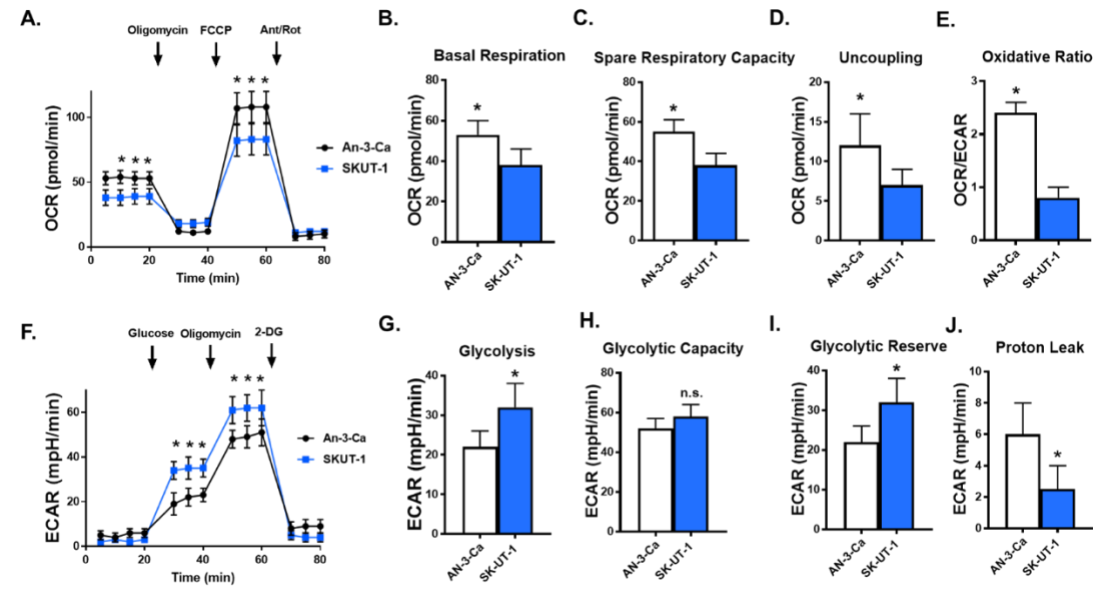 A.
Oligomycin FCCP Ant/Rot
* * * * * *
OCR (pmol/min)
100
50
0
0 20 40 60 80
Time (min)
An-3-Ca
SKUT-1
B.
Basal Respiration
OCR (pmol/min)
80
60
40
20
0
*
AN-3-Ca SK-UT-1
C.
Spare Respiratory Capacity
OCR (pmol/min)
80
60
40
20
0
*
AN-3-Ca SK-UT-1
D.
Uncoupling
OCR (pmol/min)
20
15
10
5
0
*
AN-3-Ca SK-UT-1
E.
Oxidative Ratio
OCR/ECAR
3
2
1
0
*
AN-3-Ca SK-UT-1
F.
Glucose Oligomycin 2-DG
* * * * * *
ECAR (mpH/min)
60
40
20
0
0 20 40 60 80
Time (min)
An-3-Ca
SKUT-1
G.
Glycolysis
ECAR (mpH/min)
40
30
20
10
0
*
AN-3-Ca SK-UT-1
H.
Glycolytic Capacity
ECAR (mpH/min)
80
60
40
20
0
n.s.
AN-3-Ca SK-UT-1
I.
Glycolytic Reserve
ECAR (mpH/min)
40
30
20
10
0
*
AN-3-Ca SK-UT-1
J.
Proton Leak
ECAR (mpH/min)
10
8
6
4
2
0
*
AN-3-Ca SK-UT-1